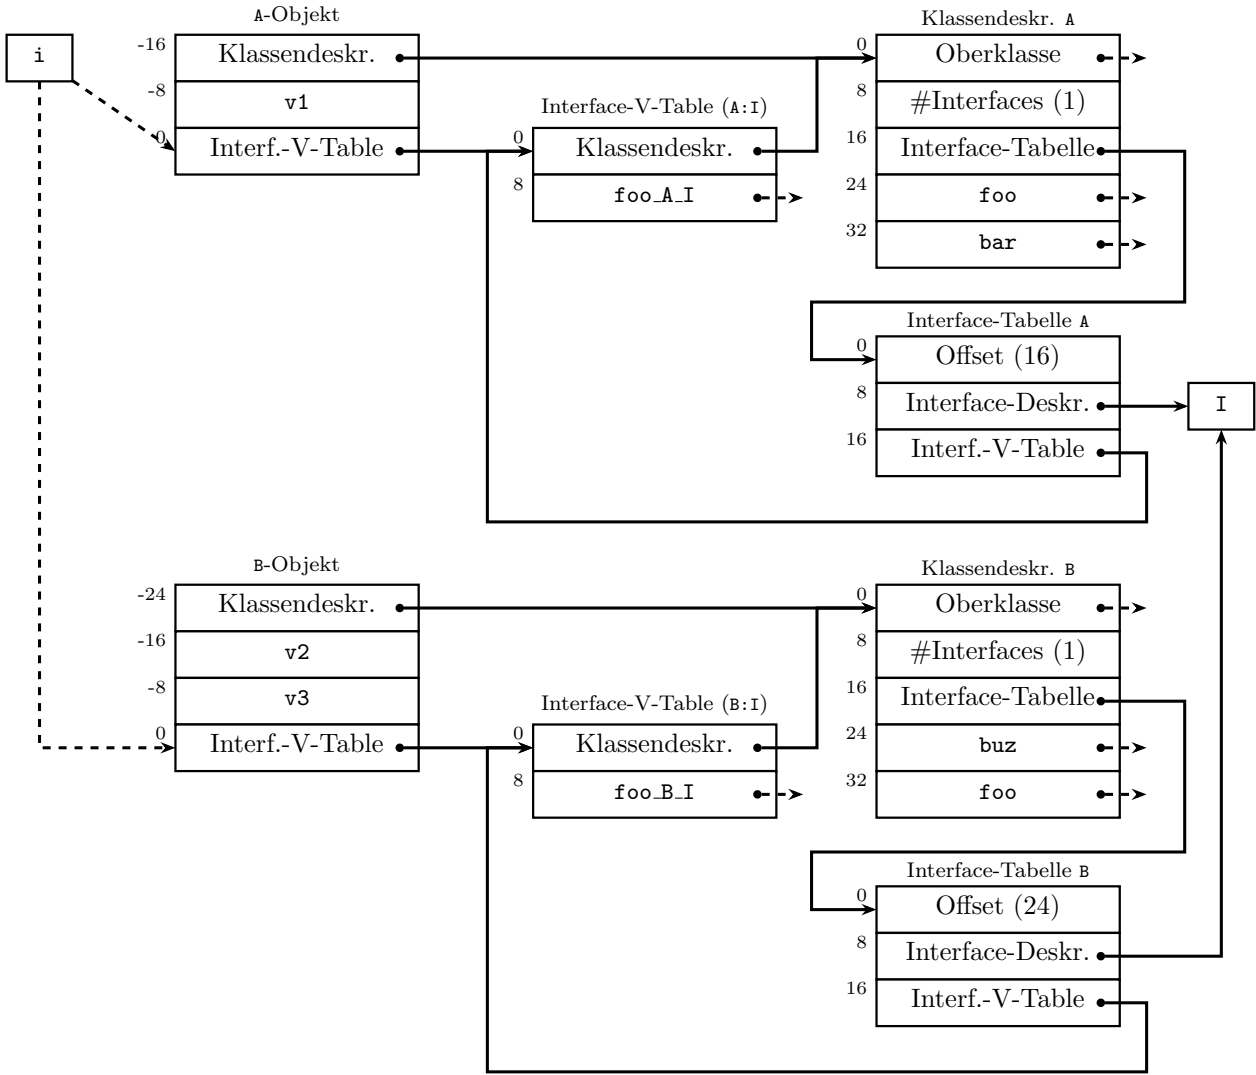 A-Objekt
Klassendeskr. A
i
-16
Klassendeskr.
0
Oberklasse
-8
v1
8
#Interfaces (1)
Interface-V-Table (A:I)
0
Interf.-V-Table
0
Klassendeskr.
16
Interface-Tabelle
8
foo_A_I
24
foo
32
bar
Interface-Tabelle A
0
Offset (16)
8
Interface-Deskr.
I
16
Interf.-V-Table
B-Objekt
Klassendeskr. B
-24
Klassendeskr.
0
Oberklasse
-16
v2
8
#Interfaces (1)
-8
v3
16
Interface-Tabelle
Interface-V-Table (B:I)
0
Interf.-V-Table
0
Klassendeskr.
24
buz
8
foo_B_I
32
foo
Interface-Tabelle B
0
Offset (24)
8
Interface-Deskr.
16
Interf.-V-Table